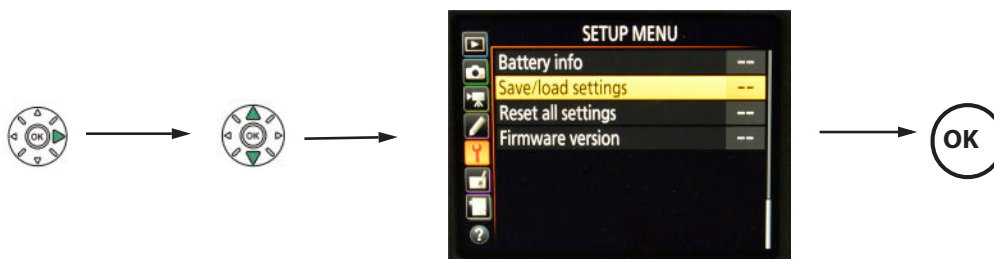 SETUP MENU
Battery info --
Save/load settings --
Reset all settings --
Firmware version --
?
OK
OK
OK